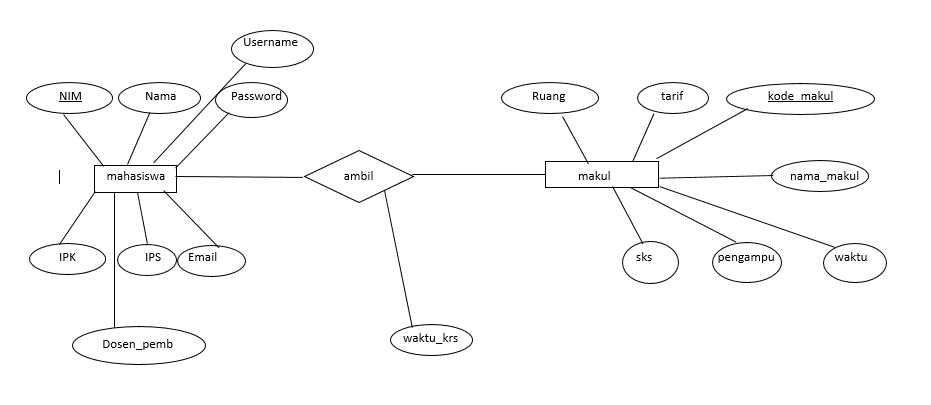 Username
NIM
Nama
Password
Ruang
tarif
kode_makul
mahasiswa
ambil
makul
nama_makul
IPK
IPS
Email
sks
pengampu
waktu
Dosen_pemb
waktu_krs